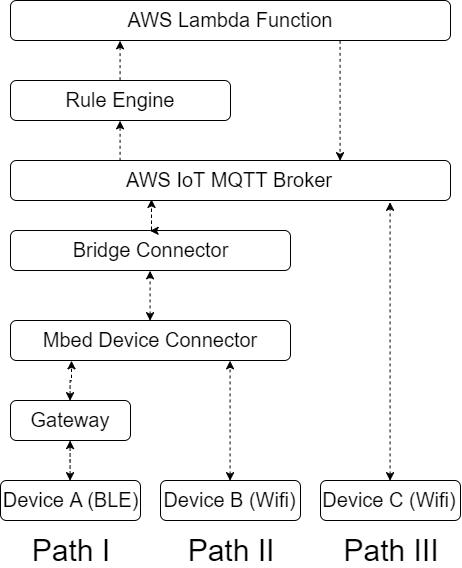 AWS Lambda Function
Rule Engine
AWS IoT MQTT Broker
Bridge Connector
Mbed Device Connector
Gateway
Device A (BLE)
Device B (Wifi)
Device C (Wifi)
Path I
Path II
Path III